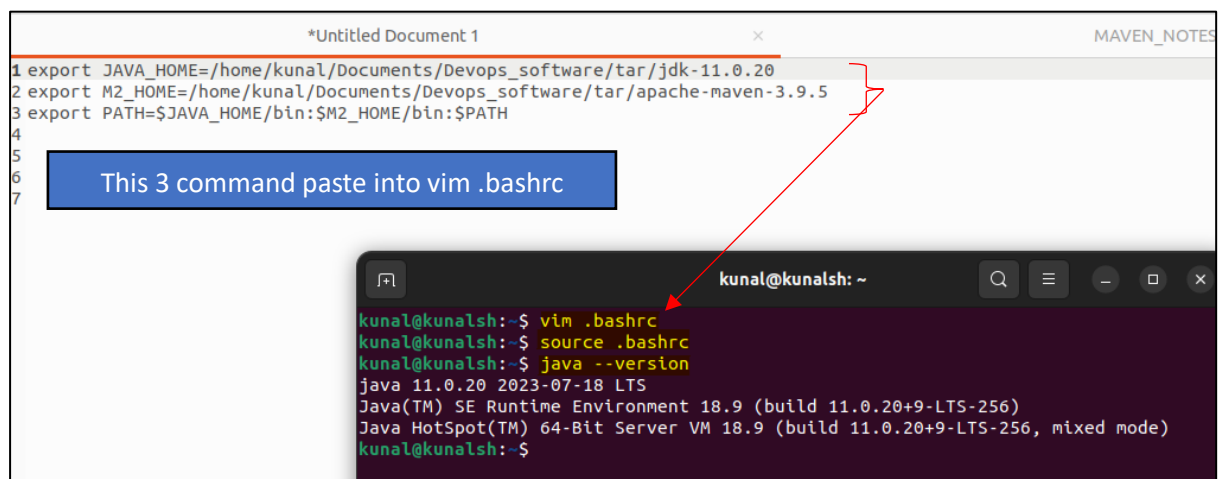 *Untitled Document 1 × MAVEN_NOTES
1 export JAVA_HOME=/home/kunal/Documents/Devops_software/tar/jdk-11.0.20
2 export M2_HOME=/home/kunal/Documents/Devops_software/tar/apache-maven-3.9.5
3 export PATH=$JAVA_HOME/bin:$M2_HOME/bin:$PATH
4
5
6
7
This 3 command paste into vim .bashrc
kunal@kunalsh: ~
kunal@kunalsh:~$ vim .bashrc
kunal@kunalsh:~$ source .bashrc
kunal@kunalsh:~$ java --version
java 11.0.20 2023-07-18 LTS
Java(TM) SE Runtime Environment 18.9 (build 11.0.20+9-LTS-256)
Java HotSpot(TM) 64-Bit Server VM 18.9 (build 11.0.20+9-LTS-256, mixed mode)
kunal@kunalsh:~$